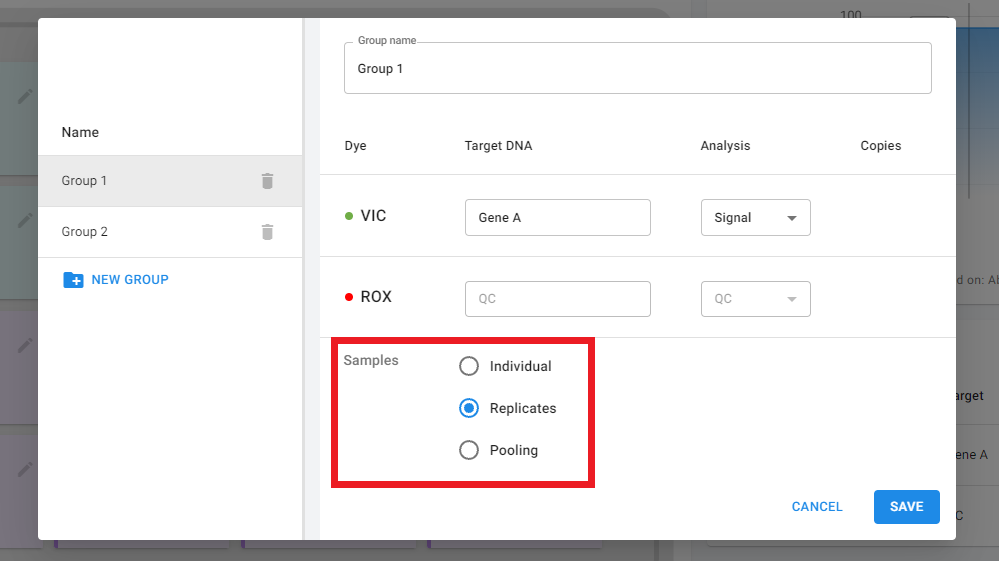 100
Group name
Group 1
Name
Dye
Target DNA
Analysis
Copies
Group 1
VIC
Gene A
Signal
Group 2
NEW GROUP
d on: Ab
ROX
QC
QC
Samples
Individual
Replicates
Pooling
arget
ene A
C
CANCEL
SAVE